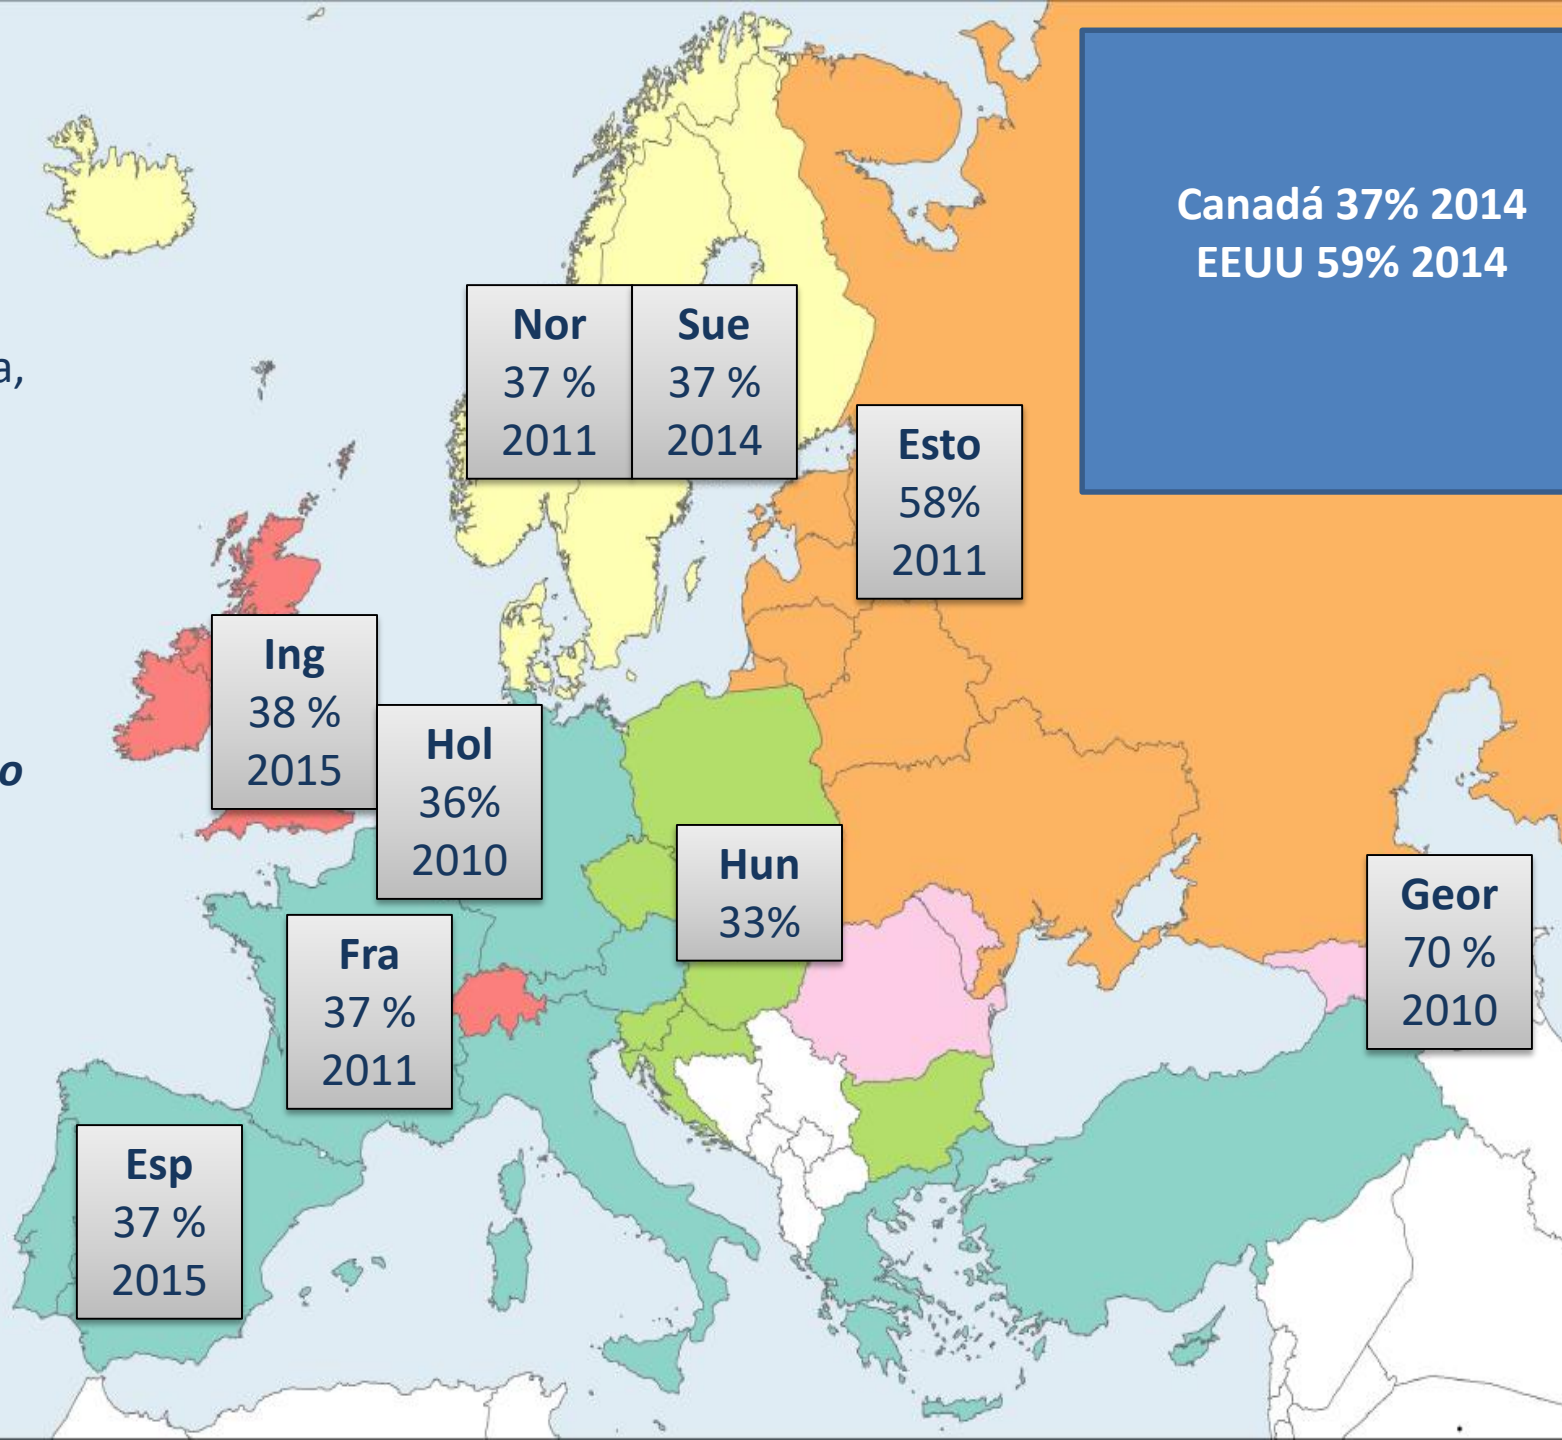 Canadá 37% 2014
EEUU 59% 2014
Nor
37 %
2011
Sue
37 %
2014
a,
Esto
58%
2011
Ing
38 %
2015
o
Hol
36%
2010
Hun
33%
Geor
70 %
2010
Fra
37 %
2011
Esp
37 %
2015